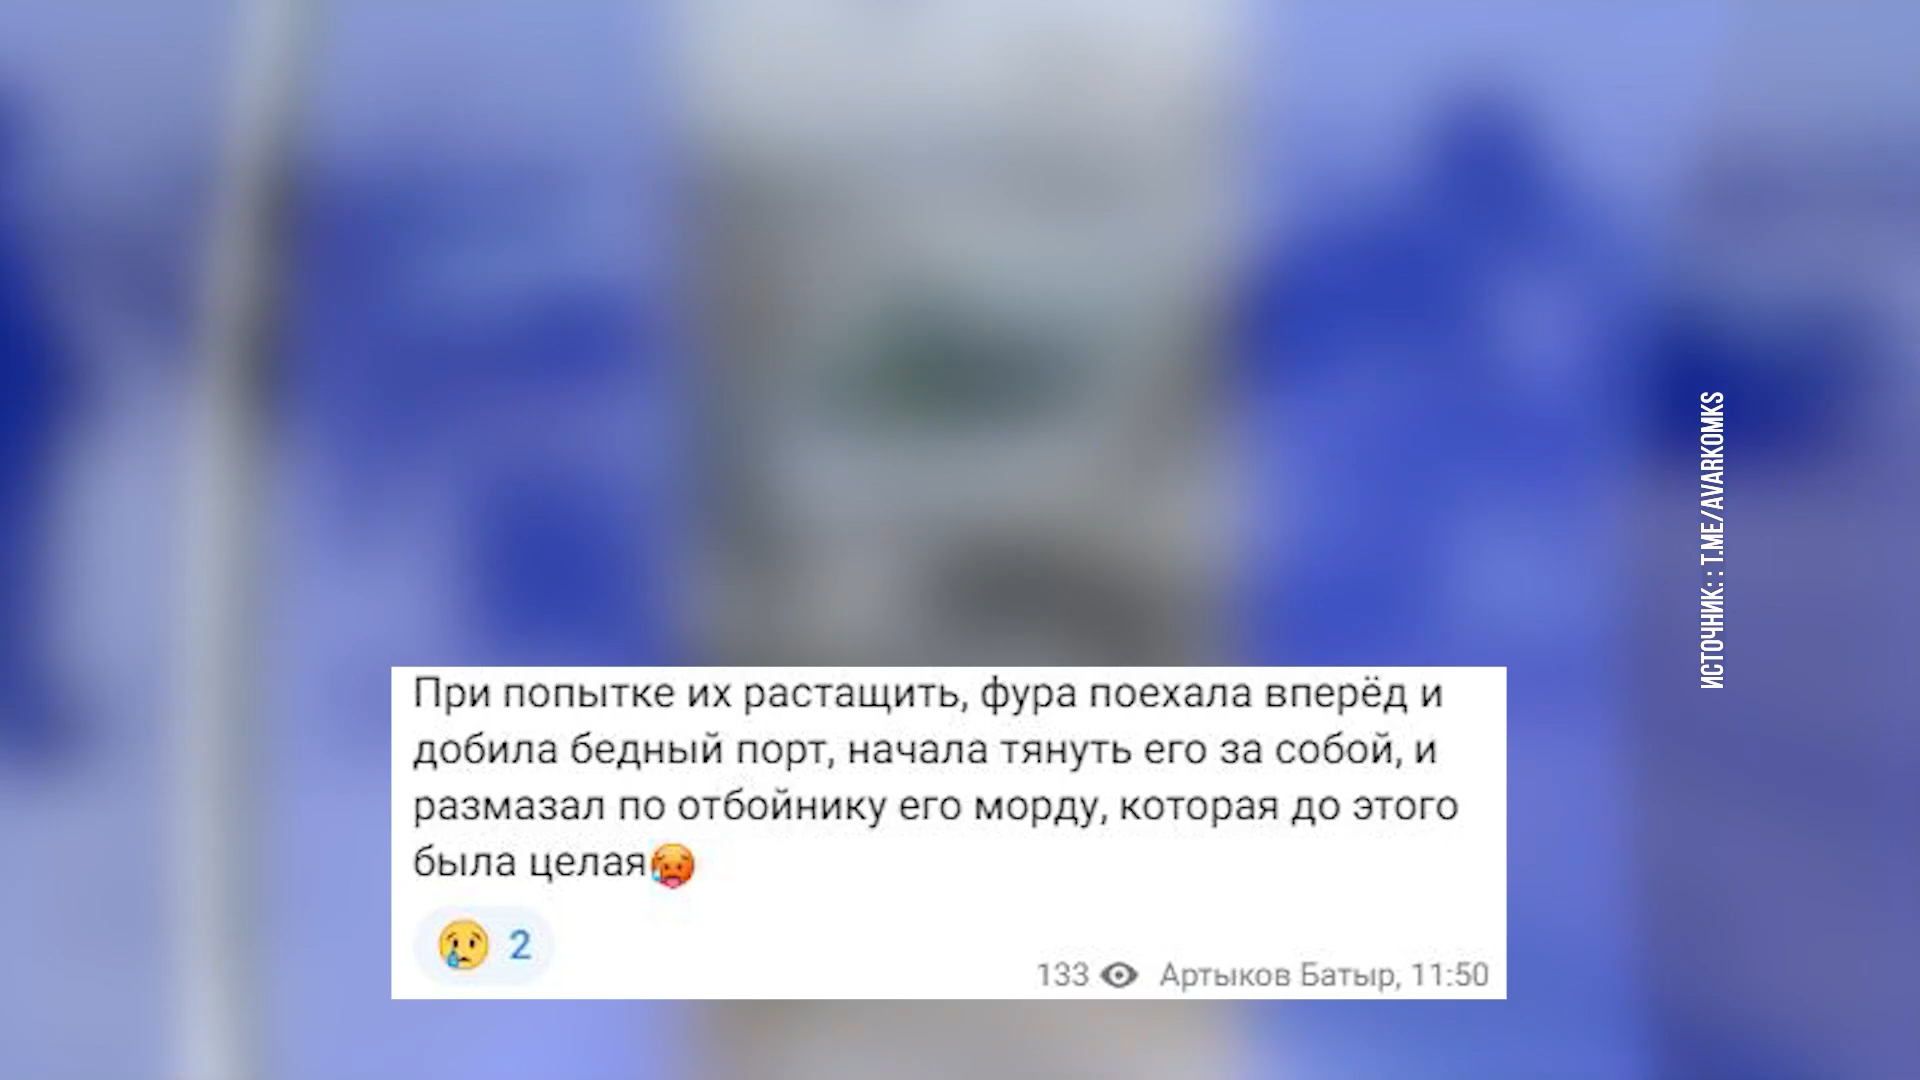 При попытке их растащить, фура поехала вперёд и
добила бедный порт, начала тянуть его за собой, и
размазал по отбойнику его морду, которая до этого
была целая🥵
😢 2
133 Артыков Батыр, 11:50
ИСТОЧНИК: : T.ME/AVARKOMKS